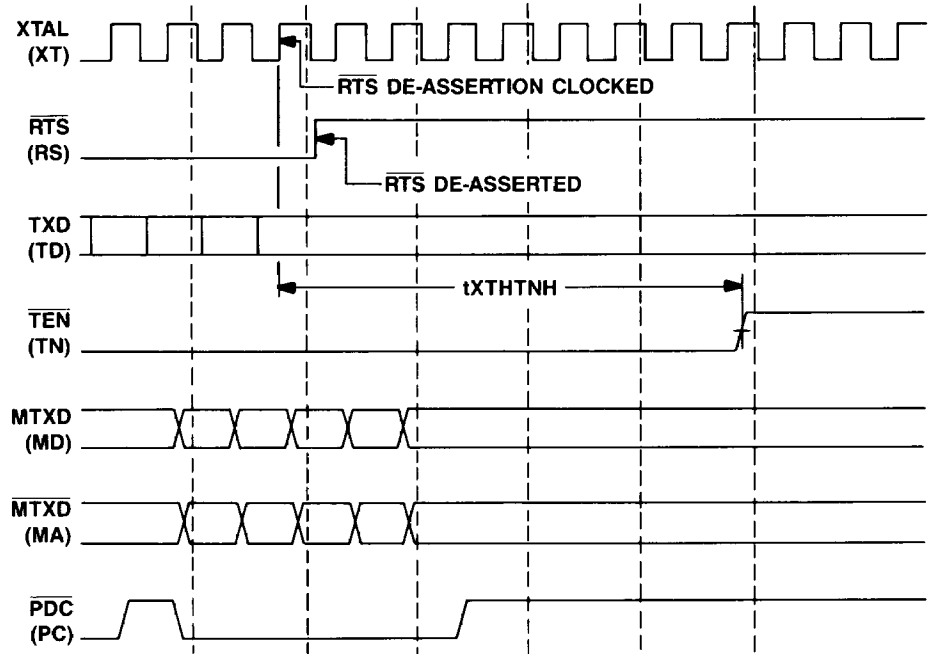 XTAL
(XT)
RTS DE-ASSERTION CLOCKED
RTS
(RS)
RTS DE-ASSERTED
TXD
(TD)
tXTHTNH
TEN
(TN)
MTXD
(MD)
MTXD
(MA)
PDC
(PC)